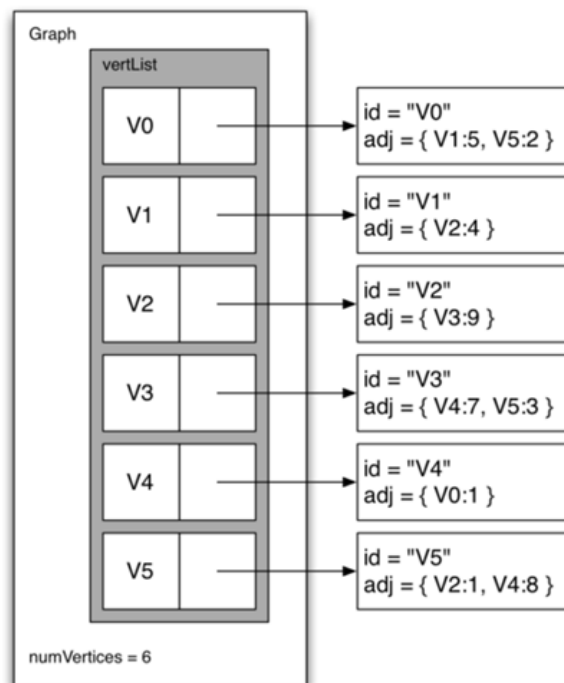 Graph
vertList
V0
id = "V0"
adj = { V1:5, V5:2 }
V1
id = "V1"
adj = { V2:4 }
V2
id = "V2"
adj = { V3:9 }
V3
id = "V3"
adj = { V4:7, V5:3 }
V4
id = "V4"
adj = { V0:1 }
V5
id = "V5"
adj = { V2:1, V4:8 }
numVertices = 6